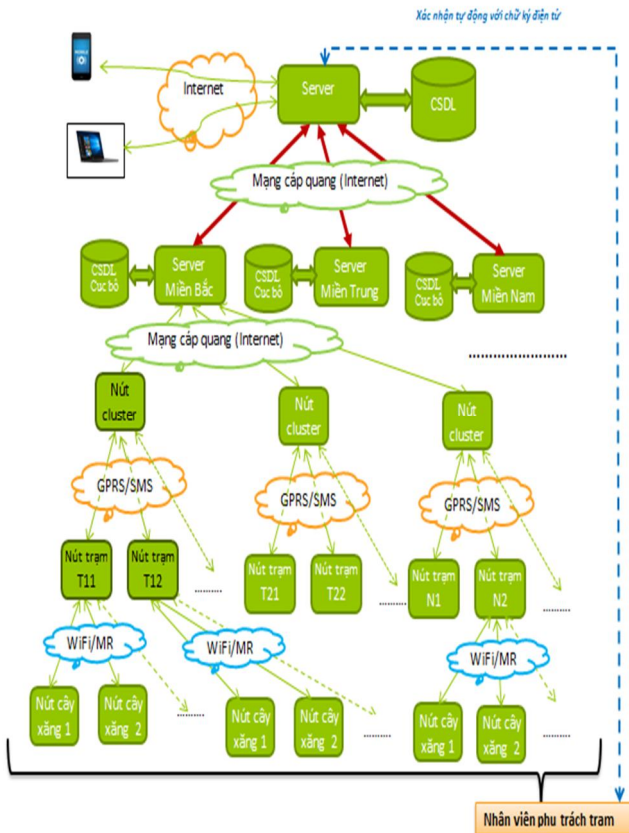 Xác nhận tự động với chữ ký điện tử
MOBILE
Internet
Server
CSDL
Mạng cáp quang (Internet)
CSDL
Cục bộ
Server
Miền Bắc
CSDL
Cục bộ
Server
Miền Trung
CSDL
Cục bộ
Server
Miền Nam
Mạng cáp quang (Internet)
........................
Nút
cluster
Nút
cluster
Nút
cluster
GPRS/SMS
GPRS/SMS
GPRS/SMS
Nút trạm
T11
Nút trạm
T12
..........
Nút trạm
T21
Nút trạm
T22
..........
Nút trạm
N1
Nút trạm
N2
..........
WiFi/MR
WiFi/MR
WiFi/MR
Nút cây
xăng 1
Nút cây
xăng 2
..........
Nút cây
xăng 1
Nút cây
xăng 2
..........
Nút cây
xăng 1
Nút cây
xăng 2
..........
Nhân viên phụ trách trạm